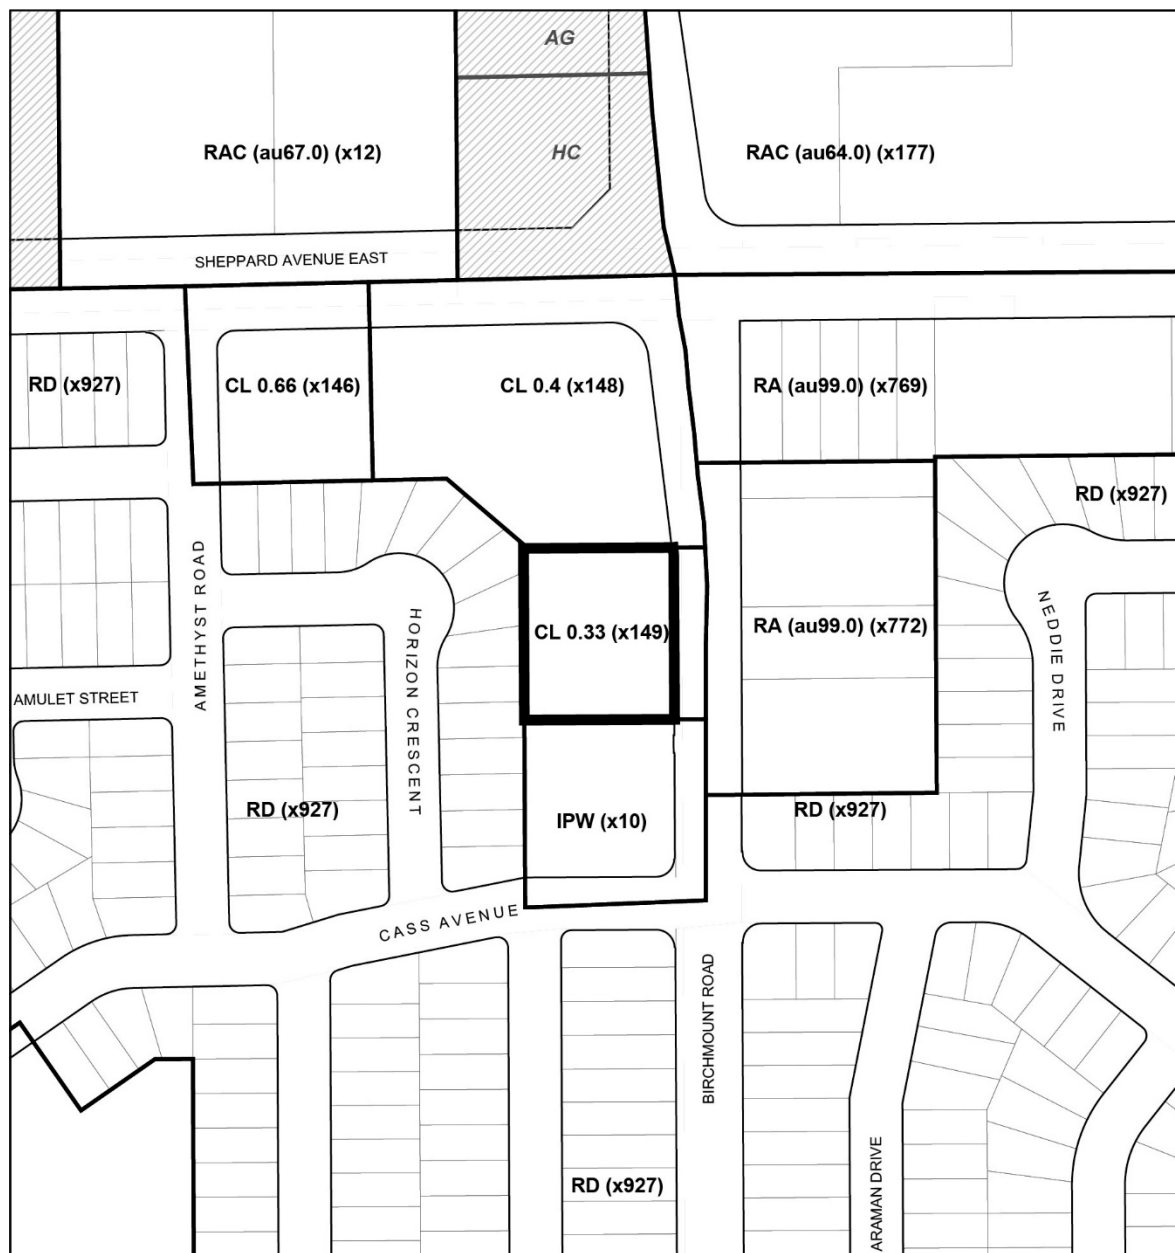 AG
RAC (au67.0) (x12)
HC
RAC (au64.0) (x177)
SHEPPARD AVENUE EAST
RD (x927)
CL 0.66 (x146)
CL 0.4 (x148)
RA (au99.0) (x769)
RD (x927)
AMETHYST ROAD
HORIZON CRESCENT
CL 0.33 (x149)
RA (au99.0) (x772)
NEDDIE DRIVE
AMULET STREET
RD (x927)
IPW (x10)
RD (x927)
CASS AVENUE
BIRCHMOUNT ROAD
ARAMAN DRIVE
RD (x927)